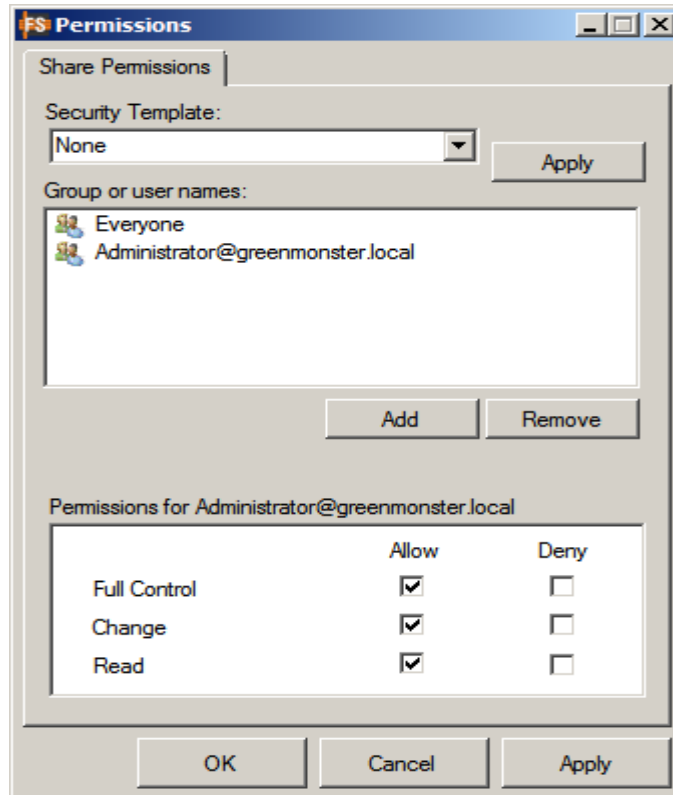 FS Permissions
Share Permissions
Security Template:
None
Apply
Group or user names:
Everyone
Administrator@greenmonster.local
Add Remove
Permissions for Administrator@greenmonster.local
Allow Deny
Full Control
Change
Read
OK Cancel Apply